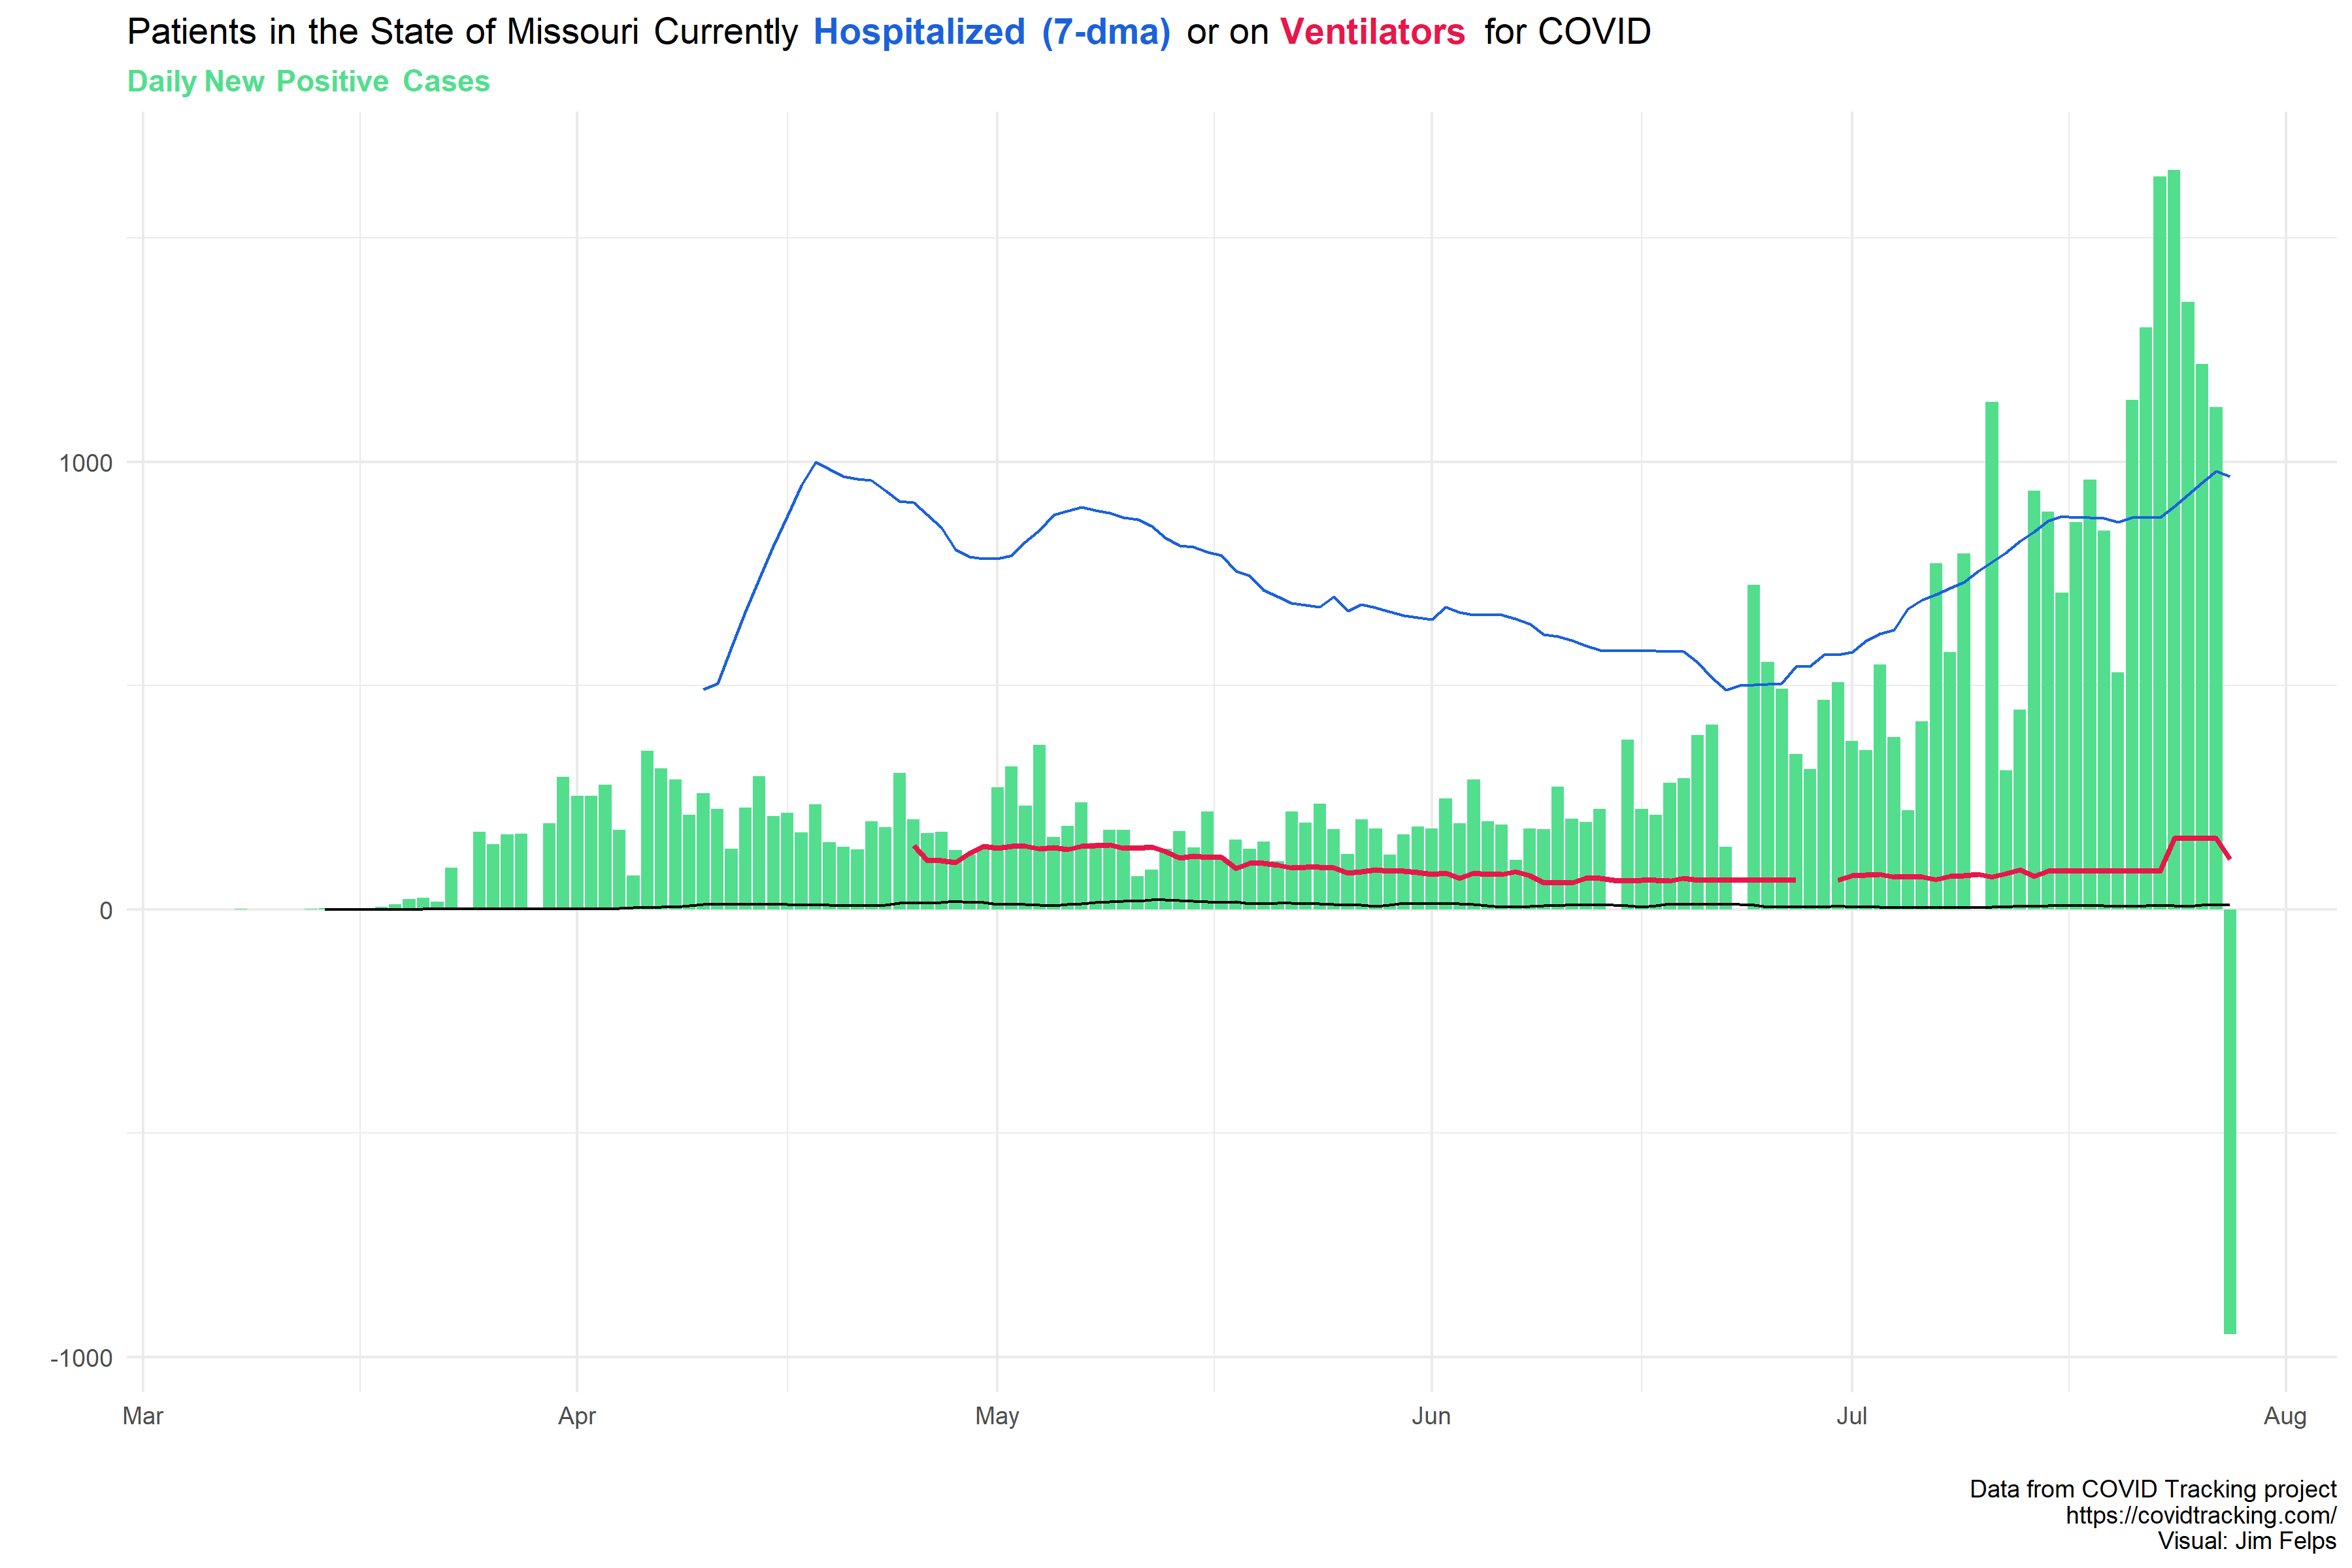 Patients in the State of Missouri Currently Hospitalized (7-dma) or on Ventilators for COVID
Daily New Positive Cases
1000
0
-1000
Mar Apr May Jun Jul Aug
Data from COVID Tracking project
https://covidtracking.com/
Visual: Jim Felps